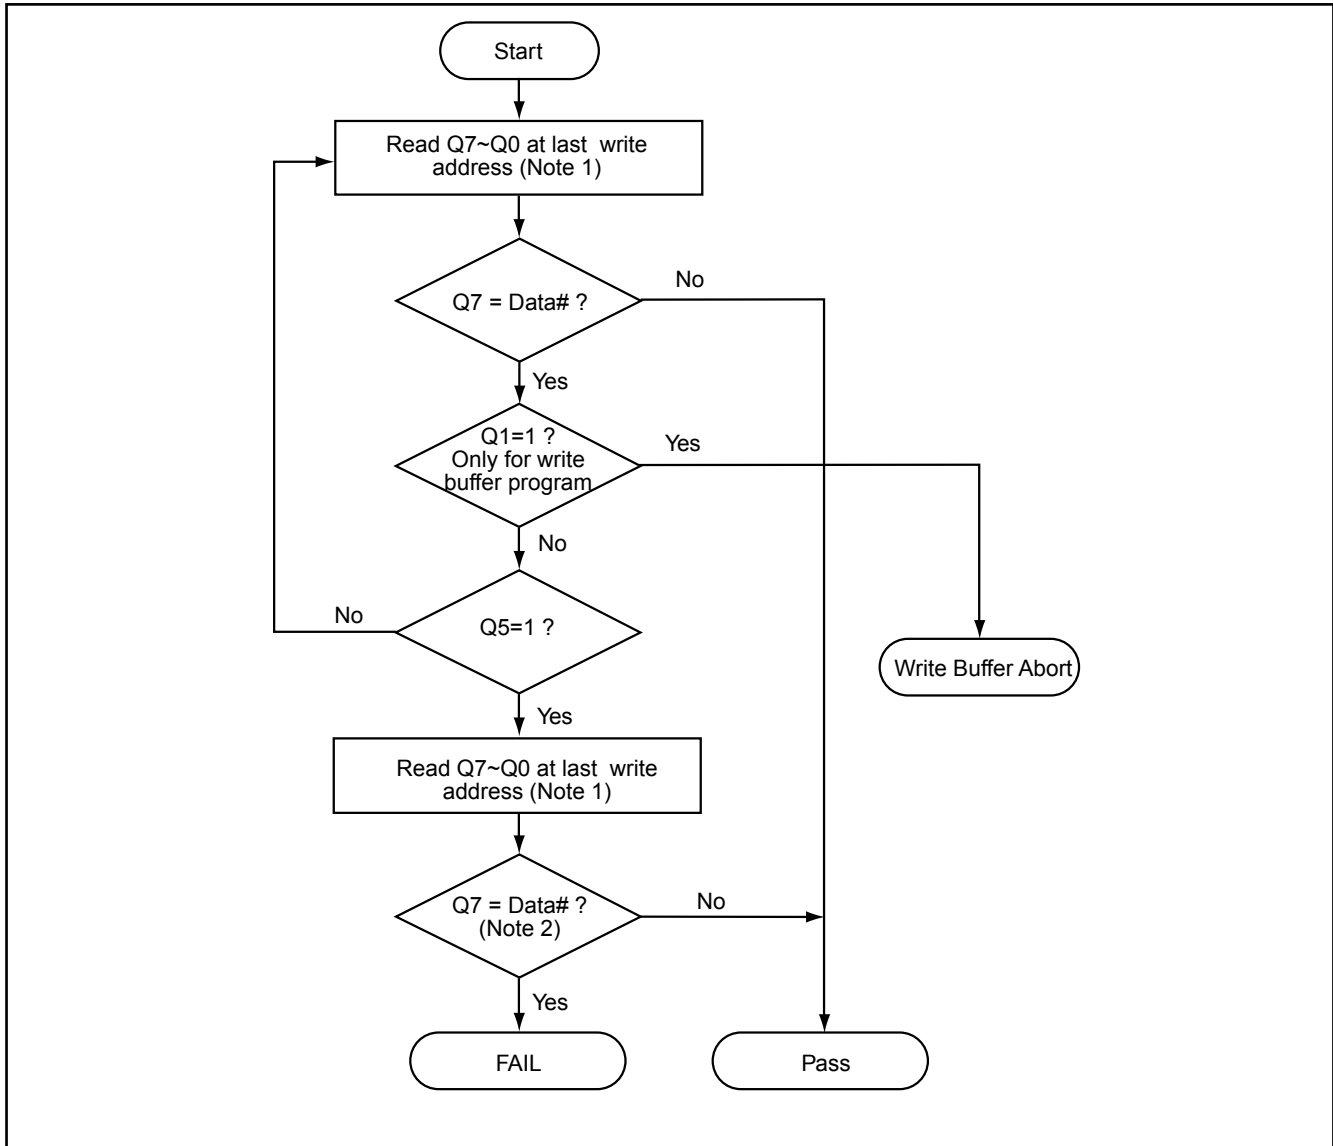 Start
Read Q7~Q0 at last write
address (Note 1)
Q7 = Data# ?
No
Yes
Q1=1 ?
Only for write
buffer program
Yes
No
Q5=1 ?
No
Write Buffer Abort
Yes
Read Q7~Q0 at last write
address (Note 1)
Q7 = Data# ?
(Note 2)
No
Yes
FAIL
Pass